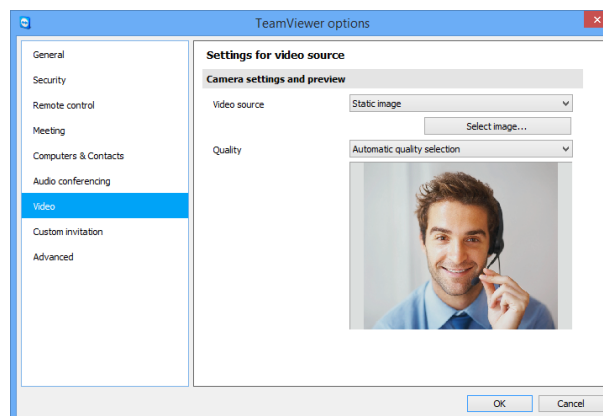 TeamViewer options
General
Security
Remote control
Meeting
Computers & Contacts
Audio conferencing
Video
Custom invitation
Advanced
Settings for video source
Camera settings and preview
Video source
Static image
Select image...
Quality
Automatic quality selection
OK
Cancel